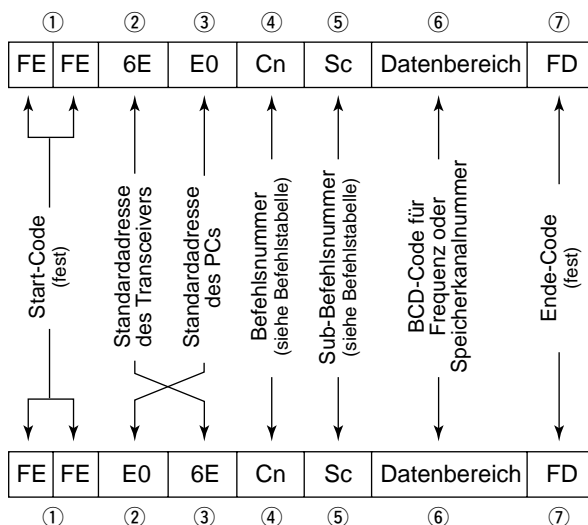 ① ② ③ ④ ⑤ ⑥ ⑦
FE FE 6E E0 Cn Sc Datenbereich FD
Start-Code
(fest)
Standardadresse
des Transceivers
Standardadresse
des PCs
Befehlsnummer
(siehe Befehlstabelle)
Sub-Befehlsnummer
(siehe Befehlstabelle)
BCD-Code für
Frequenz oder
Speicherkanalnummer
Ende-Code
(fest)
FE FE E0 6E Cn Sc Datenbereich FD
① ② ③ ④ ⑤ ⑥ ⑦